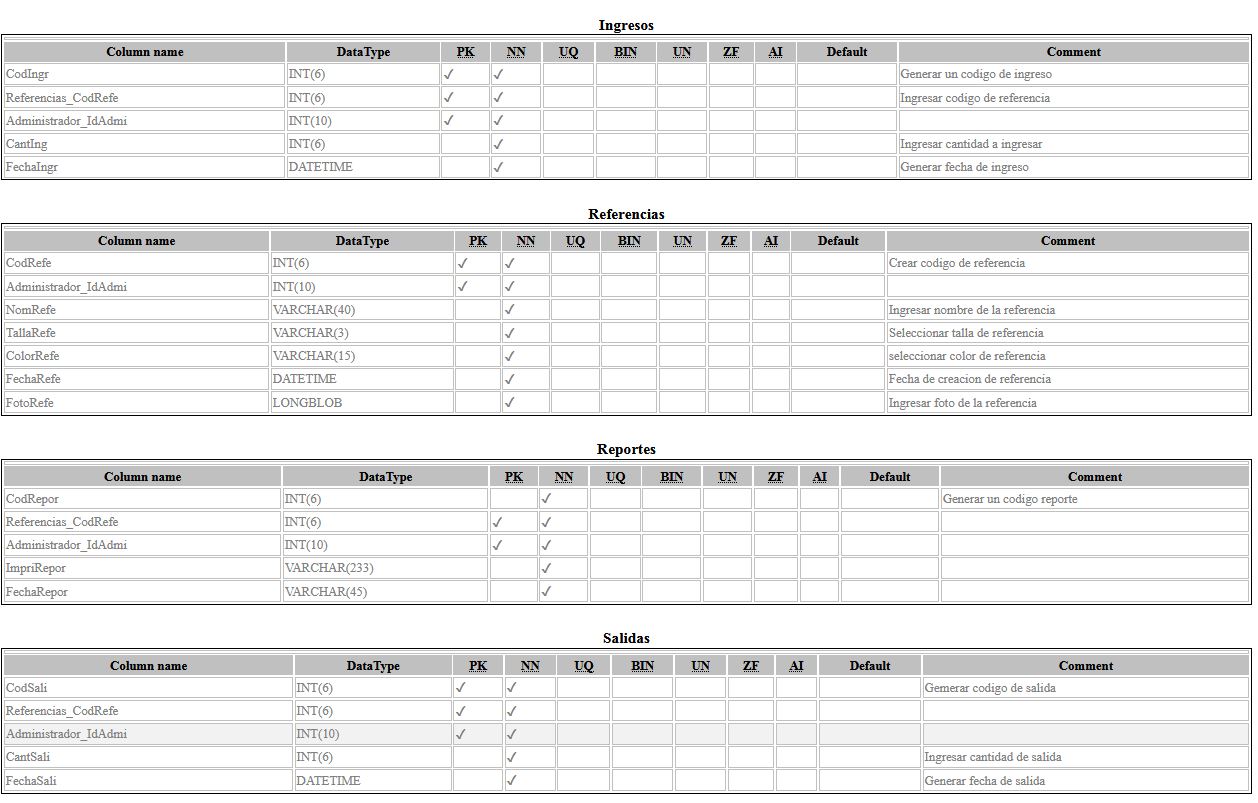 Ingresos
Column name DataType PK NN UQ BIN UN ZF AI Default Comment
CodIngr INT(6) ✓ ✓ Generar un codigo de ingreso
Referencias_CodRefe INT(6) ✓ ✓ Ingresar codigo de referencia
Administrador_IdAdmi INT(10) ✓ ✓
CantIng INT(6) ✓ Ingresar cantidad a ingresar
FechaIngr DATETIME ✓ Generar fecha de ingreso
Referencias
Column name DataType PK NN UQ BIN UN ZF AI Default Comment
CodRefe INT(6) ✓ ✓ Crear codigo de referencia
Administrador_IdAdmi INT(10) ✓ ✓
NomRefe VARCHAR(40) ✓ Ingresar nombre de la referencia
TallaRefe VARCHAR(3) ✓ Seleccionar talla de referencia
ColorRefe VARCHAR(15) ✓ seleccionar color de referencia
FechaRefe DATETIME ✓ Fecha de creacion de referencia
FotoRefe LONGBLOB ✓ Ingresar foto de la referencia
Reportes
Column name DataType PK NN UQ BIN UN ZF AI Default Comment
CodRepor INT(6) ✓ Generar un codigo reporte
Referencias_CodRefe INT(6) ✓ ✓
Administrador_IdAdmi INT(10) ✓ ✓
ImpriRepor VARCHAR(233) ✓
FechaRepor VARCHAR(45) ✓
Salidas
Column name DataType PK NN UQ BIN UN ZF AI Default Comment
CodSali INT(6) ✓ ✓ Gemerar codigo de salida
Referencias_CodRefe INT(6) ✓ ✓
Administrador_IdAdmi INT(10) ✓ ✓
CantSali INT(6) ✓ Ingresar cantidad de salida
FechaSali DATETIME ✓ Generar fecha de salida